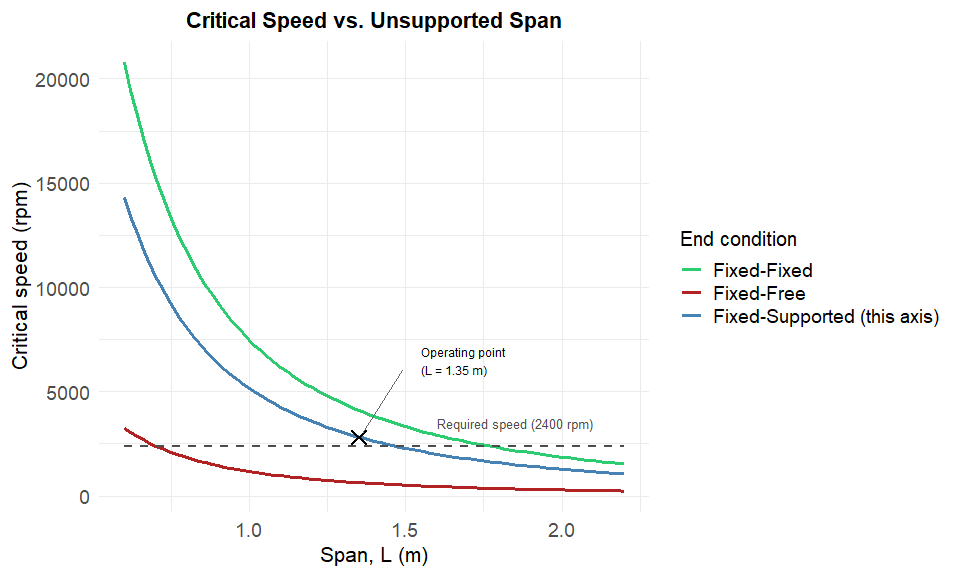 Critical Speed vs. Unsupported Span
Critical speed (rpm)
20000
15000
10000
5000
0
Operating point
(L = 1.35 m)
Required speed (2400 rpm)
1.0
1.5
2.0
Span, L (m)
End condition
Fixed-Fixed
Fixed-Free
Fixed-Supported (this axis)